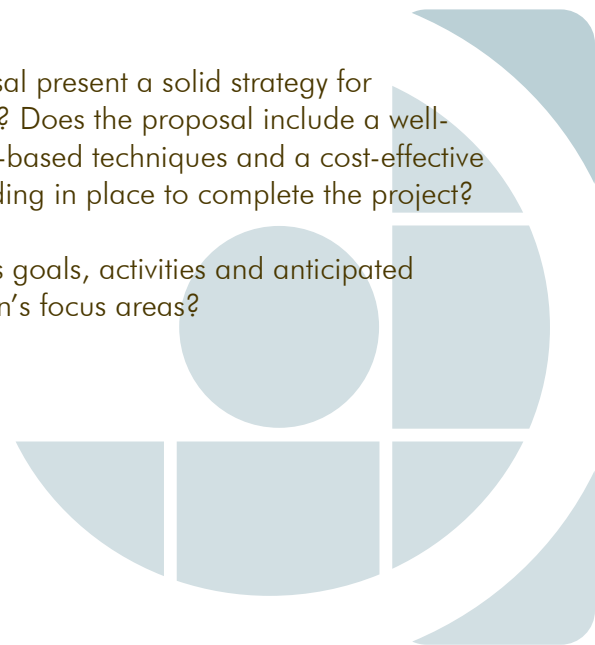 sal present a solid strategy for
? Does the proposal include a well-
-based techniques and a cost-effective
ding in place to complete the project?
s goals, activities and anticipated
n’s focus areas?